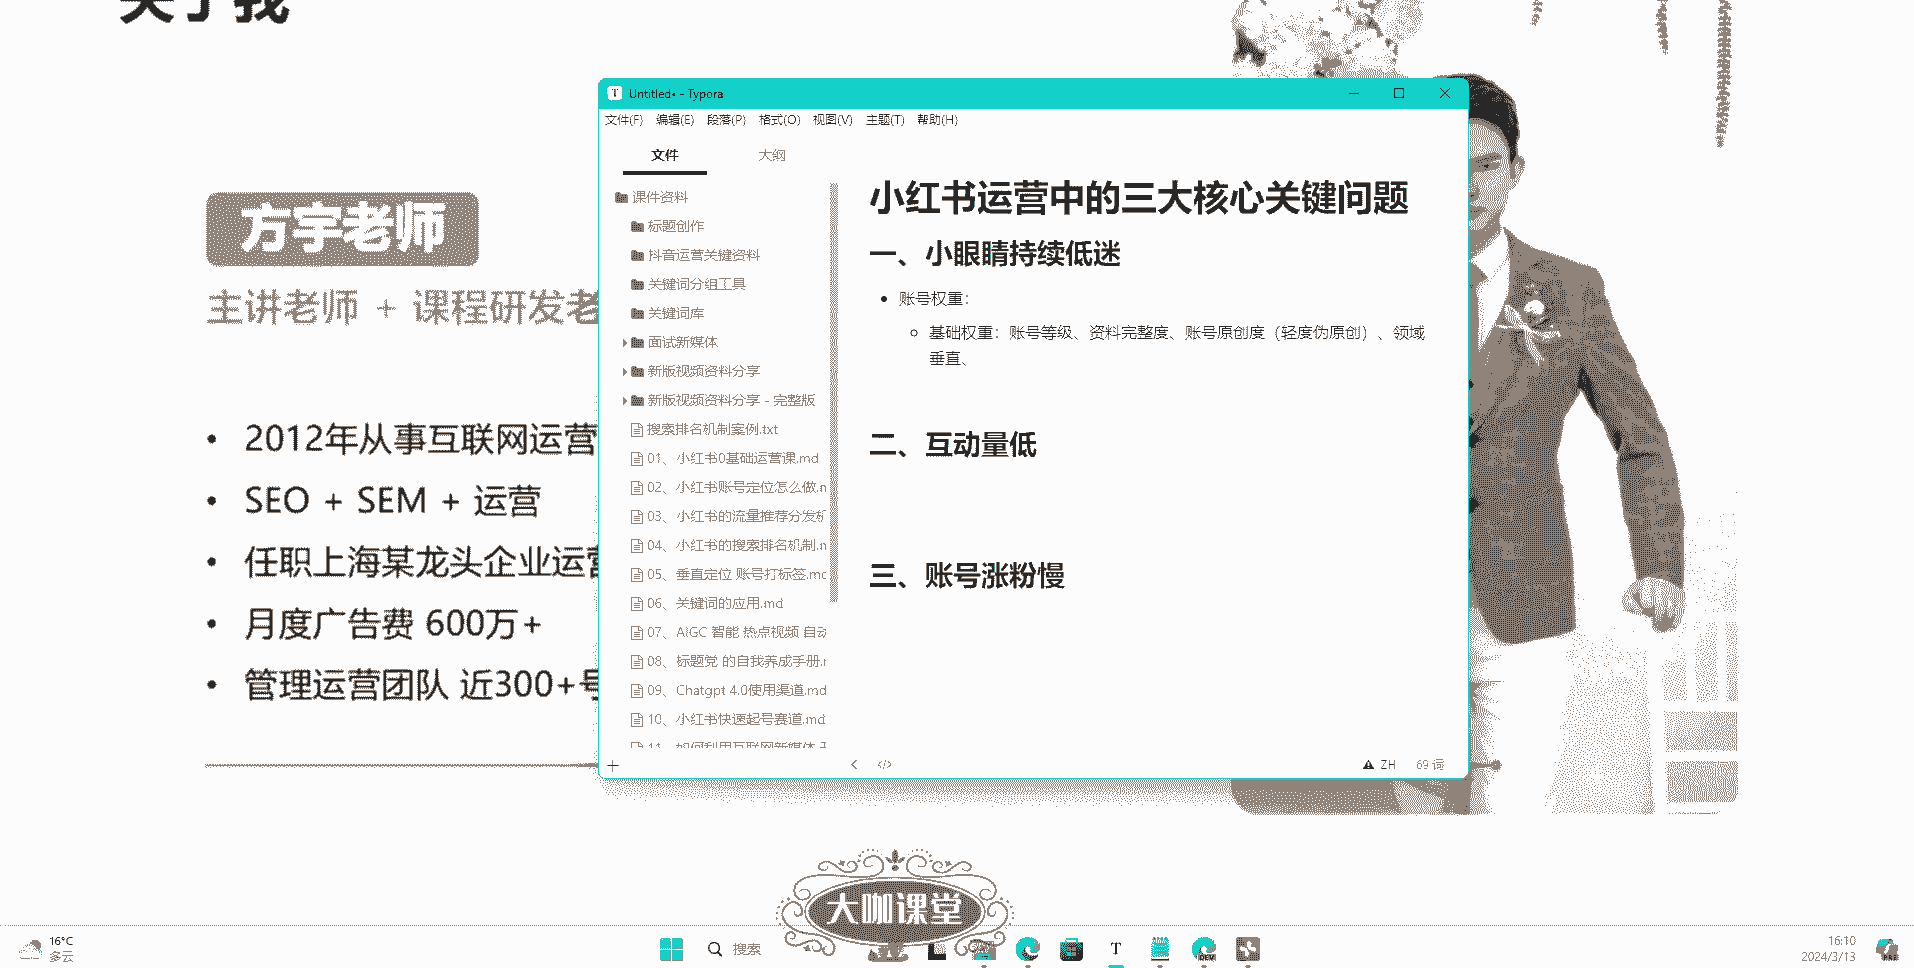 关于我
方宇老师
主讲老师 + 课程研发老
2012年从事互联网运营
SEO + SEM + 运营
任职上海某龙头企业运营
月度广告费 600万+
管理运营团队 近300+号
Untitled• - Typora
文件(F) 编辑(E) 段落(P) 格式(O) 视图(V) 主题(T) 帮助(H)
文件 大纲
课件资料
标题创作
抖音运营关键资料
关键词分组工具
关键词库
面试新媒体
新版视频资料分享
新版视频资料分享 - 完整版
搜索排名机制案例.txt
01、小红书0基础运营课.md
02、小红书账号定位怎么做.m
03、小红书的流量推荐分发机
04、小红书的搜索排名机制.m
05、垂直定位 账号打标签.md
06、关键词的应用.md
07、AIGC 智能 热点视频 自动
08、标题党 的自我养成手册.m
09、Chatgpt 4.0使用渠道.md
10、小红书快速起号赛道.md
11、如何利用互联网新媒体
小红书运营中的三大核心关键问题
一、小眼睛持续低迷
账号权重：
基础权重：账号等级、资料完整度、账号原创度（轻度伪原创）、领域
垂直、
二、互动量低
三、账号涨粉慢
ZH 69 词
大咖课堂
16°C
多云
搜索
16:10
2024/3/13